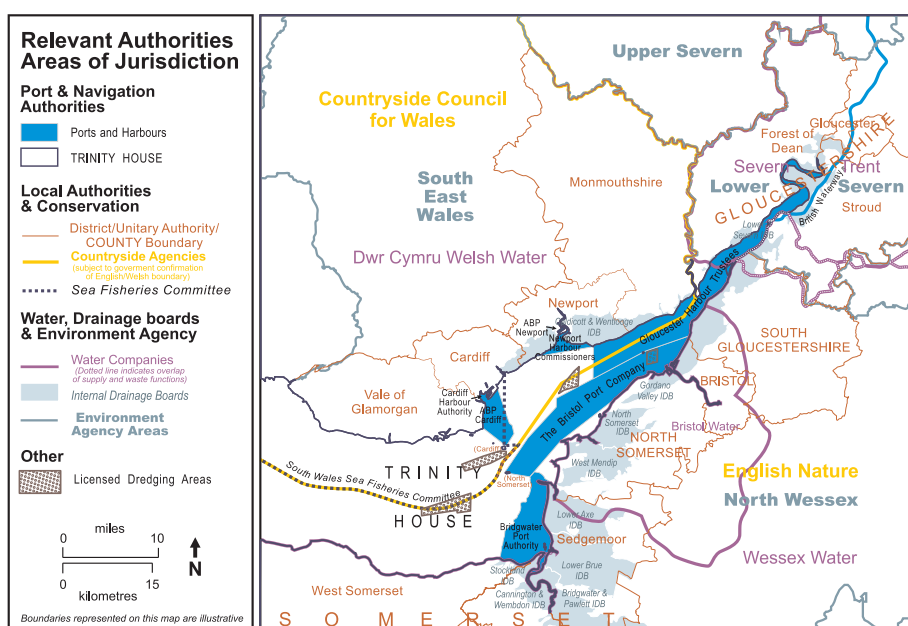 Relevant Authorities
Areas of Jurisdiction
Port & Navigation
Authorities
Ports and Harbours
TRINITY HOUSE
Local Authorities
& Conservation
District/Unitary Authority/
COUNTY Boundary
Countryside Agencies
(subject to goverment confirmation
of English/Welsh boundary)
Sea Fisheries Committee
Water, Drainage boards
& Environment Agency
Water Companies
(Dotted line indicates overlap
of supply and waste functions)
Internal Drainage Boards
Environment
Agency Areas
Other
Licensed Dredging Areas
miles
0 10
0 15
kilometres
N
Boundaries represented on this map are illustrative
Upper Severn
Countryside Council
for Wales
Gloucester
Forest of
Dean
GLOUCESTERSHIRE
Severn Trent
Lower Severn
British Waterway
Stroud
South
East
Wales
Monmouthshire
Lower
Severn IDB
Dwr Cymru Welsh Water
Newport
ABP
Newport
Caldicott & Wentlooge
IDB
Newport
Harbour
Commissioners
Gloucester Harbour Trustees
SOUTH
GLOUCESTERSHIRE
Cardiff
Vale of
Glamorgan
Cardiff
Harbour
Authority
ABP
Cardiff
The Bristol Port Company
Gordano
Valley IDB
BRISTOL
North
Somerset
IDB
Bristol Water
NORTH
SOMERSET
(Cardiff)
(North
Somerset)
West Mendip
IDB
TRINITY
HOUSE
South Wales Sea Fisheries Committee
English Nature
North Wessex
Bridgwater
Port
Authority
Lower Axe
IDB
Sedgemoor
Wessex Water
Stockland
IDB
Lower Brue
IDB
Cannington &
Wembdon IDB
Bridgwater &
Pawlett IDB
West Somerset
SOMERSET